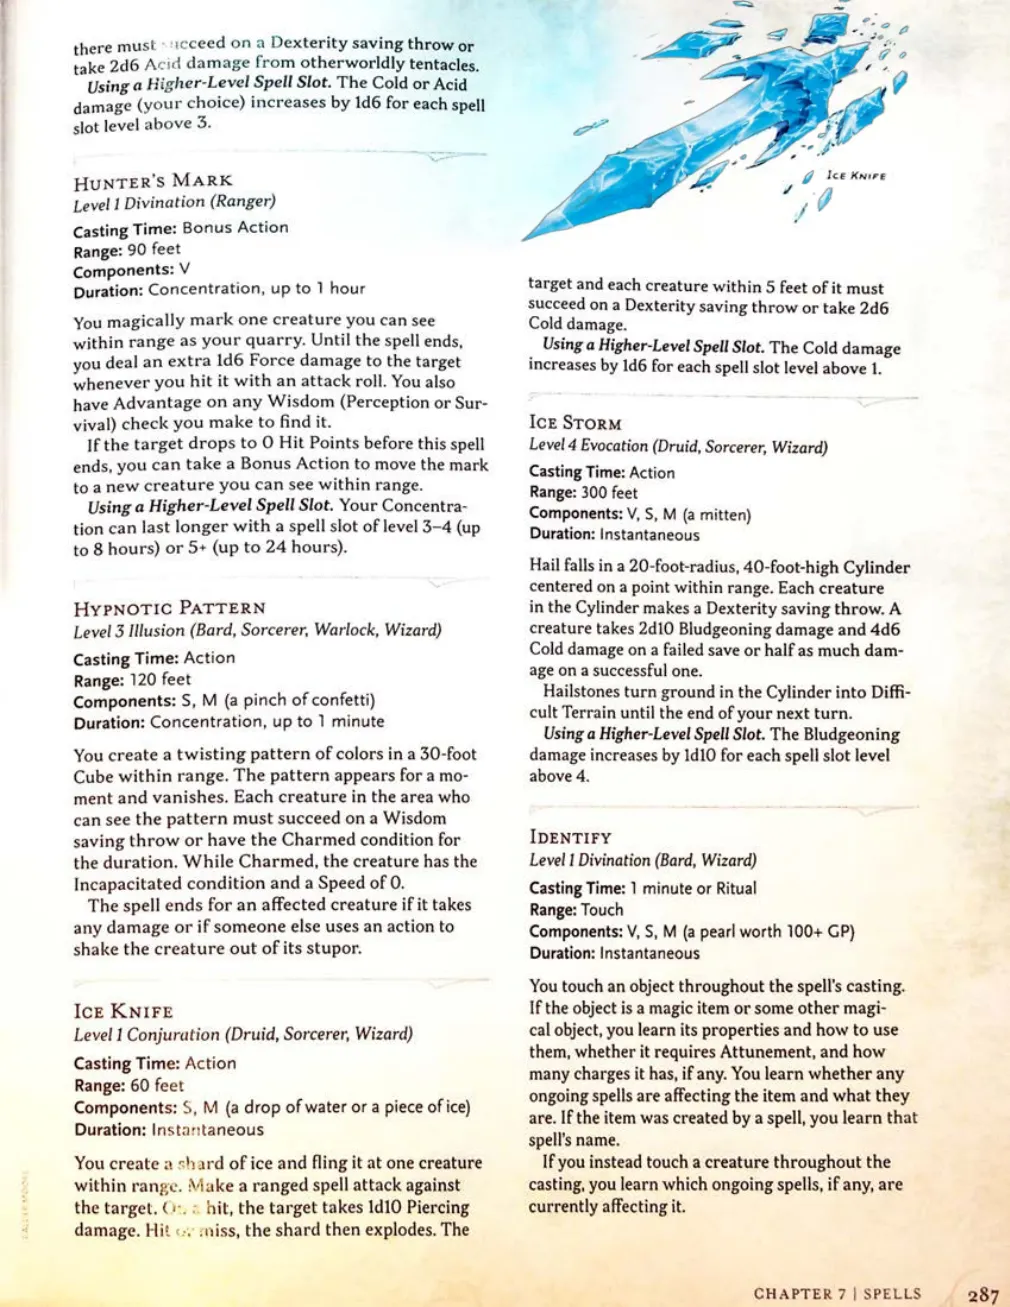 there must succeed on a Dexterity saving throw or
take 2d6 Acid damage from otherworldly tentacles.
Using a Higher-Level Spell Slot. The Cold or Acid
damage (your choice) increases by 1d6 for each spell
slot level above 3.
HUNTER'S MARK
Level 1 Divination (Ranger)
Casting Time: Bonus Action
Range: 90 feet
Components: V
Duration: Concentration, up to 1 hour
You magically mark one creature you can see
within range as your quarry. Until the spell ends,
you deal an extra 1d6 Force damage to the target
whenever you hit it with an attack roll. You also
have Advantage on any Wisdom (Perception or Sur-
vival) check you make to find it.
If the target drops to 0 Hit Points before this spell
ends, you can take a Bonus Action to move the mark
to a new creature you can see within range.
Using a Higher-Level Spell Slot. Your Concentra-
tion can last longer with a spell slot of level 3–4 (up
to 8 hours) or 5+ (up to 24 hours).
HYPNOTIC PATTERN
Level 3 Illusion (Bard, Sorcerer, Warlock, Wizard)
Casting Time: Action
Range: 120 feet
Components: S, M (a pinch of confetti)
Duration: Concentration, up to 1 minute
You create a twisting pattern of colors in a 30-foot
Cube within range. The pattern appears for a mo-
ment and vanishes. Each creature in the area who
can see the pattern must succeed on a Wisdom
saving throw or have the Charmed condition for
the duration. While Charmed, the creature has the
Incapacitated condition and a Speed of 0.
The spell ends for an affected creature if it takes
any damage or if someone else uses an action to
shake the creature out of its stupor.
ICE KNIFE
Level 1 Conjuration (Druid, Sorcerer, Wizard)
Casting Time: Action
Range: 60 feet
Components: S, M (a drop of water or a piece of ice)
Duration: Instantaneous
You create a shard of ice and fling it at one creature
within range. Make a ranged spell attack against
the target. On a hit, the target takes 1d10 Piercing
damage. Hit or miss, the shard then explodes. The
ICE KNIFE
target and each creature within 5 feet of it must
succeed on a Dexterity saving throw or take 2d6
Cold damage.
Using a Higher-Level Spell Slot. The Cold damage
increases by 1d6 for each spell slot level above 1.
ICE STORM
Level 4 Evocation (Druid, Sorcerer, Wizard)
Casting Time: Action
Range: 300 feet
Components: V, S, M (a mitten)
Duration: Instantaneous
Hail falls in a 20-foot-radius, 40-foot-high Cylinder
centered on a point within range. Each creature
in the Cylinder makes a Dexterity saving throw. A
creature takes 2d10 Bludgeoning damage and 4d6
Cold damage on a failed save or half as much dam-
age on a successful one.
Hailstones turn ground in the Cylinder into Diffi-
cult Terrain until the end of your next turn.
Using a Higher-Level Spell Slot. The Bludgeoning
damage increases by 1d10 for each spell slot level
above 4.
IDENTIFY
Level 1 Divination (Bard, Wizard)
Casting Time: 1 minute or Ritual
Range: Touch
Components: V, S, M (a pearl worth 100+ GP)
Duration: Instantaneous
You touch an object throughout the spell's casting.
If the object is a magic item or some other magi-
cal object, you learn its properties and how to use
them, whether it requires Attunement, and how
many charges it has, if any. You learn whether any
ongoing spells are affecting the item and what they
are. If the item was created by a spell, you learn that
spell's name.
If you instead touch a creature throughout the
casting, you learn which ongoing spells, if any, are
currently affecting it.
CHAPTER 7 | SPELLS 287